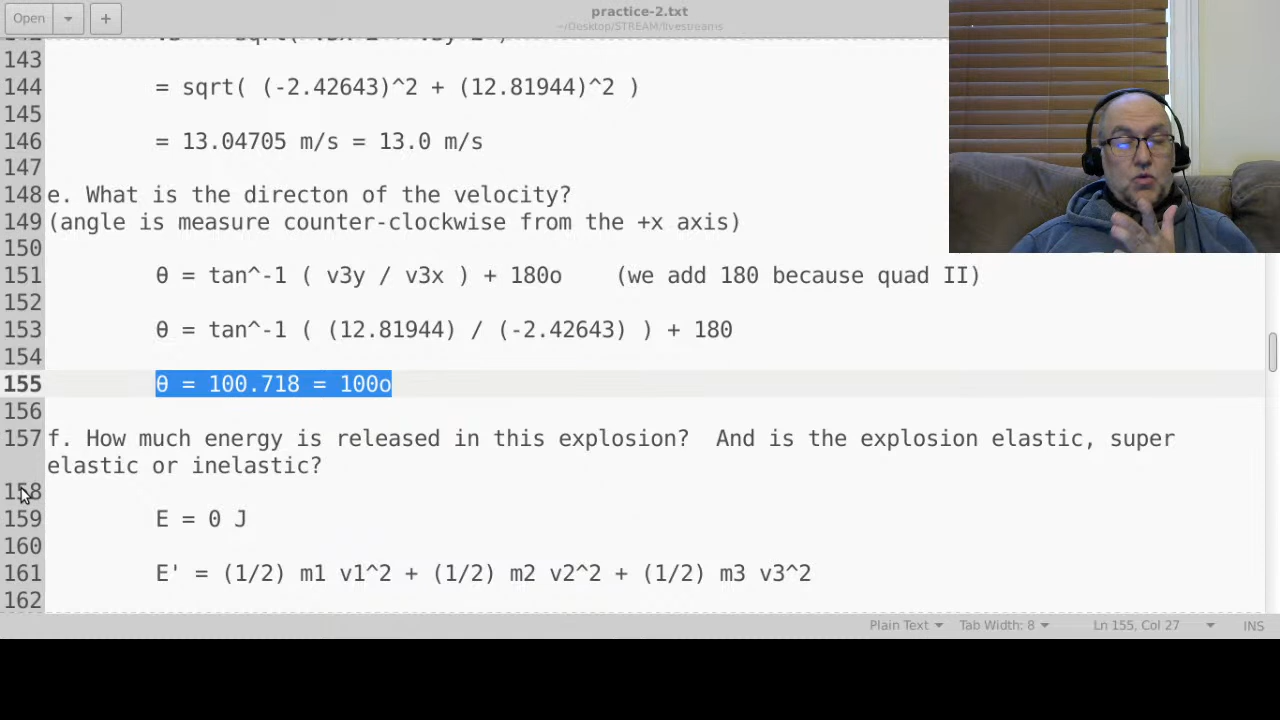 Open
practice-2.txt
~/Desktop/STREAM/livestreams
143
144 = sqrt( (-2.42643)^2 + (12.81944)^2 )
145
146 = 13.04705 m/s = 13.0 m/s
147
148 e. What is the directon of the velocity?
149 (angle is measure counter-clockwise from the +x axis)
150
151 θ = tan^-1 ( v3y / v3x ) + 180o (we add 180 because quad II)
152
153 θ = tan^-1 ( (12.81944) / (-2.42643) ) + 180
154
155 θ = 100.718 = 100o
156
157 f. How much energy is released in this explosion? And is the explosion elastic, super
elastic or inelastic?
158
159 E = 0 J
160
161 E' = (1/2) m1 v1^2 + (1/2) m2 v2^2 + (1/2) m3 v3^2
162
Plain Text Tab Width: 8 Ln 155, Col 27 INS